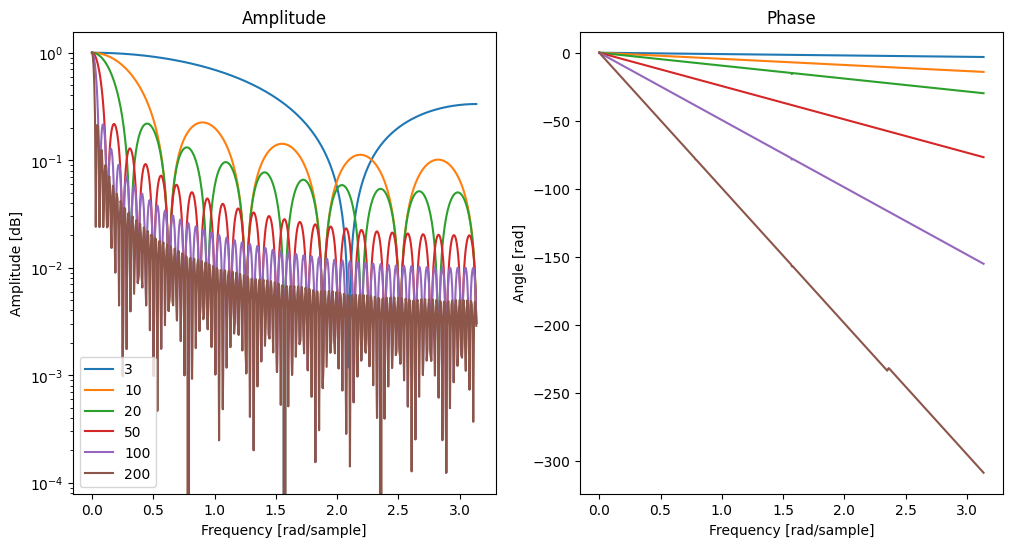 Amplitude
Amplitude [dB]
10⁰
10⁻¹
10⁻²
10⁻³
10⁻⁴
3
10
20
50
100
200
0.0 0.5 1.0 1.5 2.0 2.5 3.0
Frequency [rad/sample]
Phase
Angle [rad]
0
−50
−100
−150
−200
−250
−300
0.0 0.5 1.0 1.5 2.0 2.5 3.0
Frequency [rad/sample]